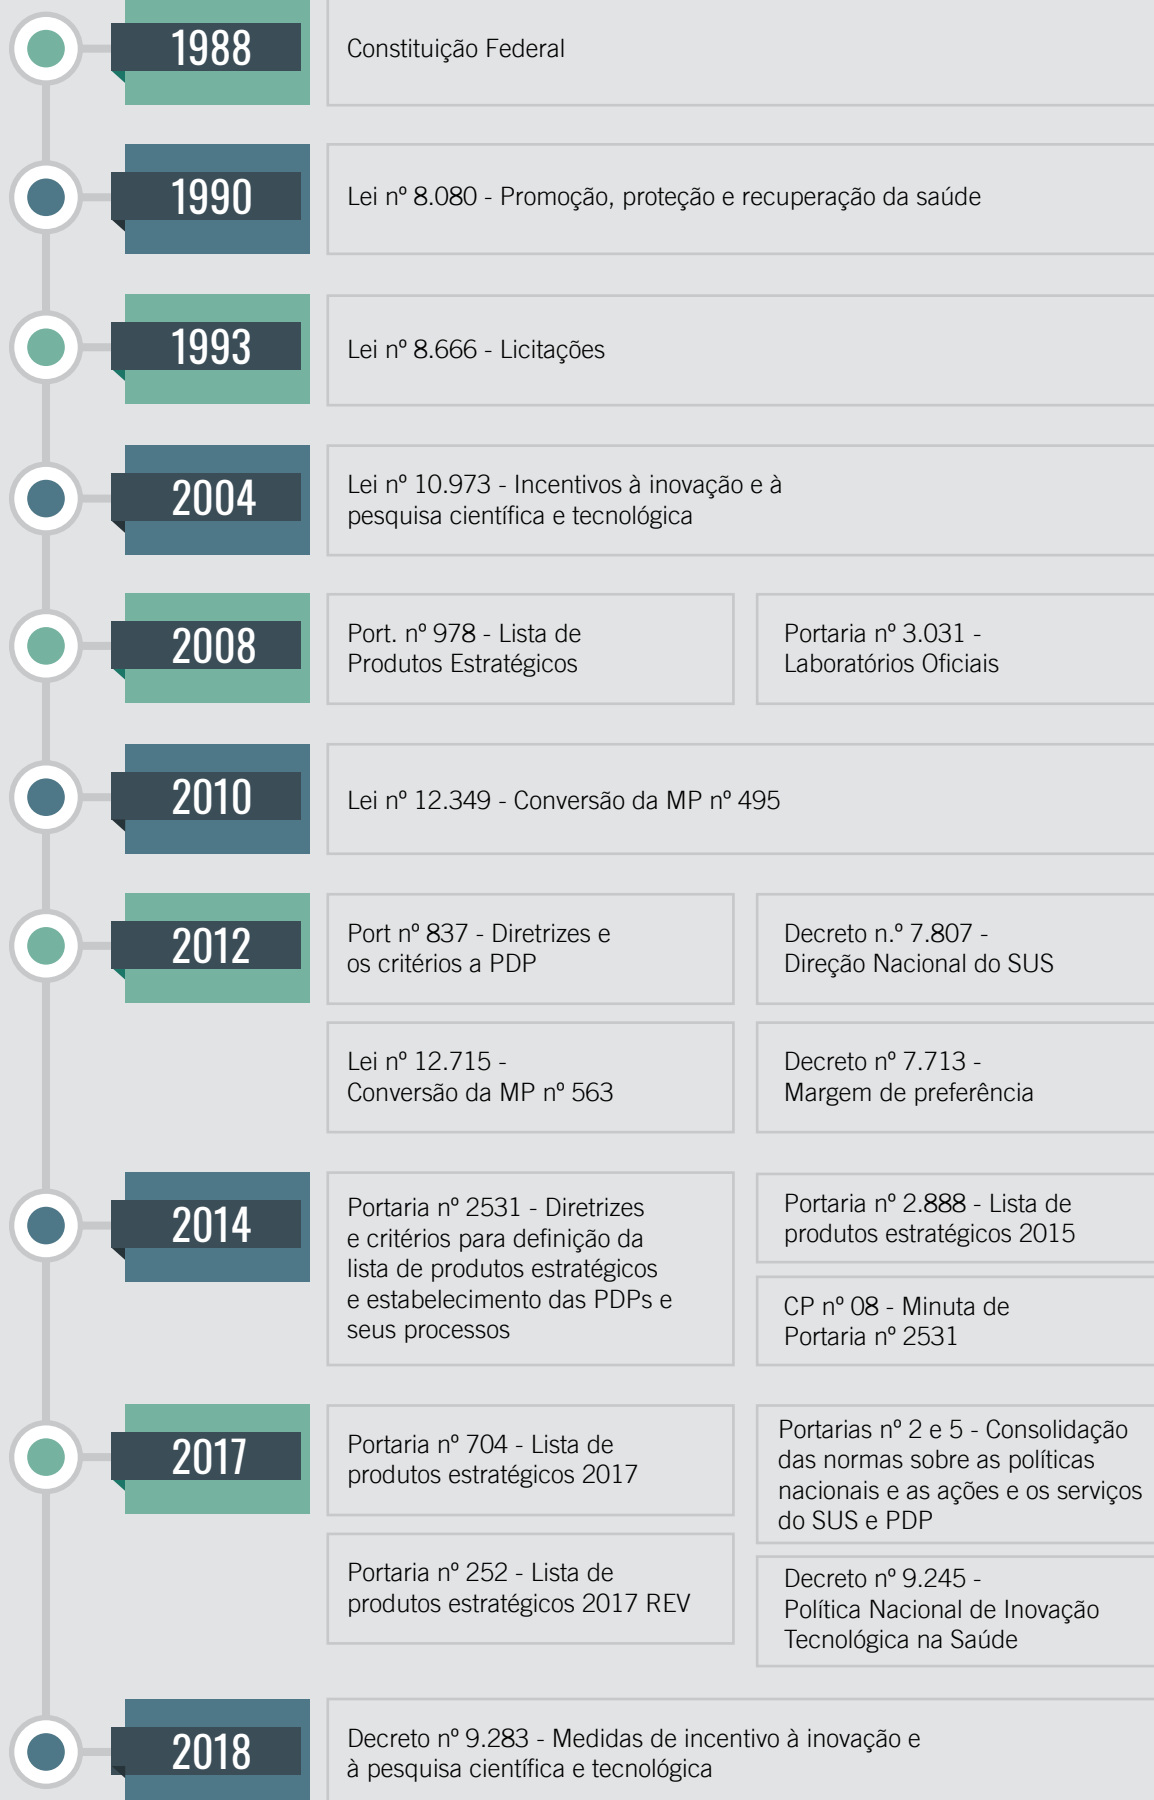 1988
Constituição Federal
1990
Lei nº 8.080 - Promoção, proteção e recuperação da saúde
1993
Lei nº 8.666 - Licitações
2004
Lei nº 10.973 - Incentivos à inovação e à
pesquisa científica e tecnológica
2008
Port. nº 978 - Lista de
Produtos Estratégicos
Portaria nº 3.031 -
Laboratórios Oficiais
2010
Lei nº 12.349 - Conversão da MP nº 495
2012
Port nº 837 - Diretrizes e
os critérios a PDP
Decreto n.º 7.807 -
Direção Nacional do SUS
Lei nº 12.715 -
Conversão da MP nº 563
Decreto nº 7.713 -
Margem de preferência
2014
Portaria nº 2531 - Diretrizes
e critérios para definição da
lista de produtos estratégicos
e estabelecimento das PDPs e
seus processos
Portaria nº 2.888 - Lista de
produtos estratégicos 2015
CP nº 08 - Minuta de
Portaria nº 2531
2017
Portaria nº 704 - Lista de
produtos estratégicos 2017
Portarias nº 2 e 5 - Consolidação
das normas sobre as políticas
nacionais e as ações e os serviços
do SUS e PDP
Portaria nº 252 - Lista de
produtos estratégicos 2017 REV
Decreto nº 9.245 -
Política Nacional de Inovação
Tecnológica na Saúde
2018
Decreto nº 9.283 - Medidas de incentivo à inovação e
à pesquisa científica e tecnológica